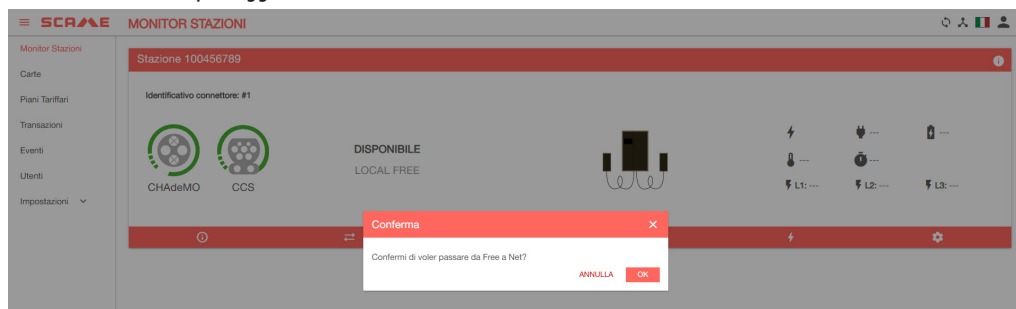 SCAME
MONITOR STAZIONI
Monitor Stazioni
Carte
Piani Tariffari
Transazioni
Eventi
Utenti
Impostazioni
Stazione 100456789
Identificativo connettore: #1
CHAdeMO
CCS
DISPONIBILE
LOCAL FREE
---
---
---
---
L1: ---
L2: ---
L3: ---
Conferma
Confermi di voler passare da Free a Net?
ANNULLA
OK